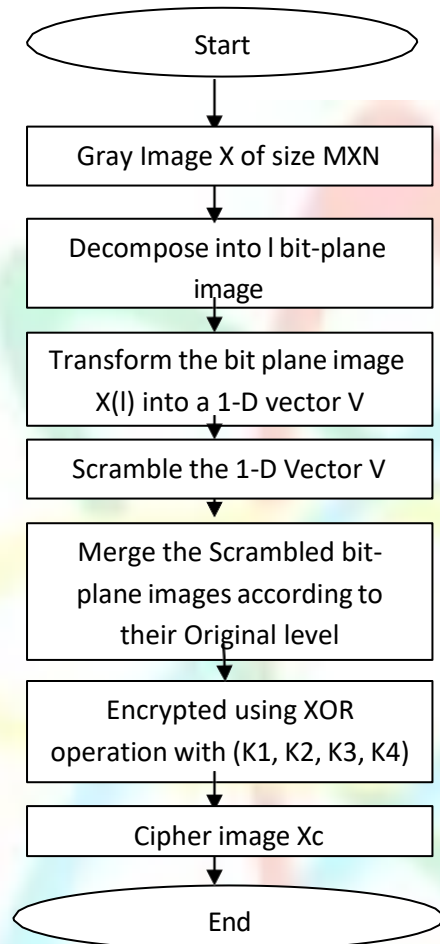 Start
Gray Image X of size MXN
Decompose into l bit-plane
image
Transform the bit plane image
X(l) into a 1-D vector V
Scramble the 1-D Vector V
Merge the Scrambled bit-
plane images according to
their Original level
Encrypted using XOR
operation with (K1, K2, K3, K4)
Cipher image Xc
End